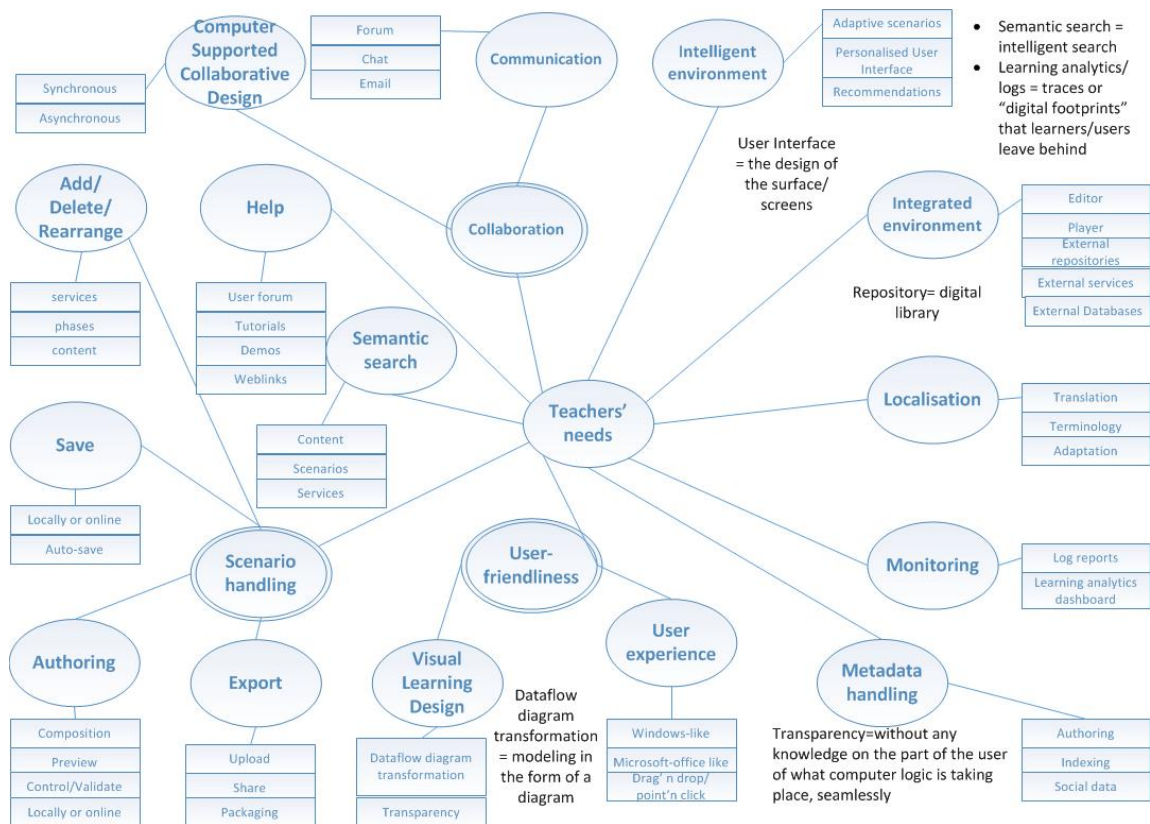 Computer
Supported
Collaborative
Design
Synchronous
Asynchronous
Forum
Chat
Email
Communication
Intelligent
environment
Adaptive scenarios
Personalised User
Interface
Recommendations
• Semantic search =
intelligent search
• Learning analytics/
logs = traces or
“digital footprints”
that learners/users
leave behind
User Interface
= the design of
the surface/
screens
Add/
Delete/
Rearrange
services
phases
content
Help
User forum
Tutorials
Demos
Weblinks
Collaboration
Integrated
environment
Editor
Player
External
repositories
External services
External Databases
Repository= digital
library
Semantic
search
Content
Scenarios
Services
Teachers’
needs
Localisation
Translation
Terminology
Adaptation
Save
Locally or online
Auto-save
Scenario
handling
User-
friendliness
Monitoring
Log reports
Learning analytics
dashboard
Authoring
Composition
Preview
Control/Validate
Locally or online
Export
Upload
Share
Packaging
Visual
Learning
Design
Dataflow diagram
transformation
Transparency
Dataflow
diagram
transformation
= modeling in
the form of a
diagram
User
experience
Windows-like
Microsoft-office like
Drag’ n drop/
point’n click
Metadata
handling
Transparency=without any
knowledge on the part of the user
of what computer logic is taking
place, seamlessly
Authoring
Indexing
Social data